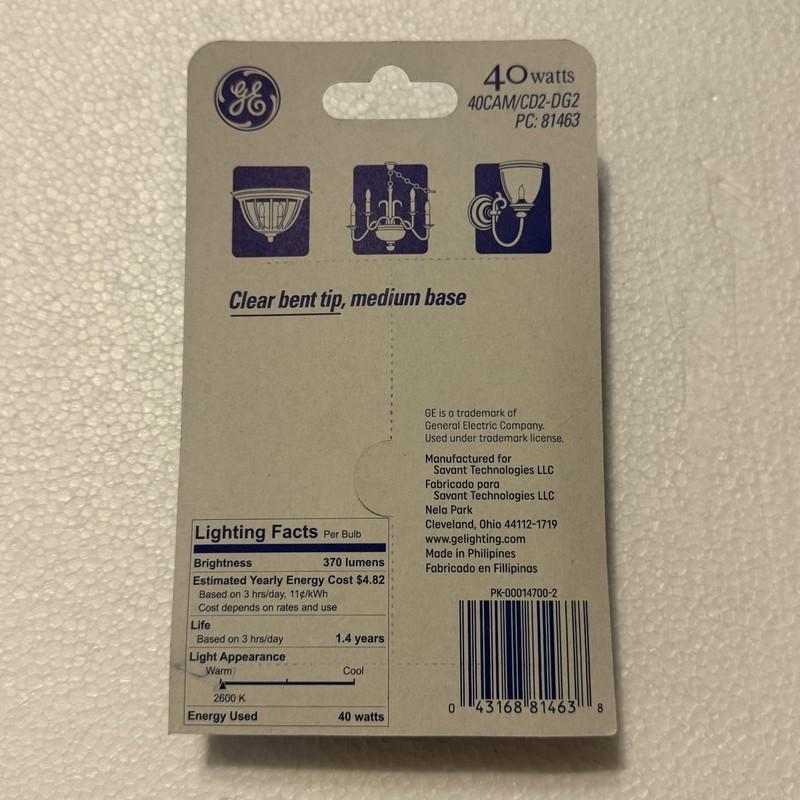 GE
40 watts
40CAM/CD2-DG2
PC: 81463
Clear bent tip, medium base
GE is a trademark of
General Electric Company.
Used under trademark license.
Manufactured for
Savant Technologies LLC
Fabricado para
Savant Technologies LLC
Nela Park
Cleveland, Ohio 44112-1719
www.gelighting.com
Made in Philipines
Fabricado en Fillipinas
PK-00014700-2
0 43168 81463 8
Lighting Facts Per Bulb
Brightness 370 lumens
Estimated Yearly Energy Cost $4.82
Based on 3 hrs/day, 11¢/kWh
Cost depends on rates and use
Life
Based on 3 hrs/day 1.4 years
Light Appearance
Warm Cool
2600 K
Energy Used 40 watts